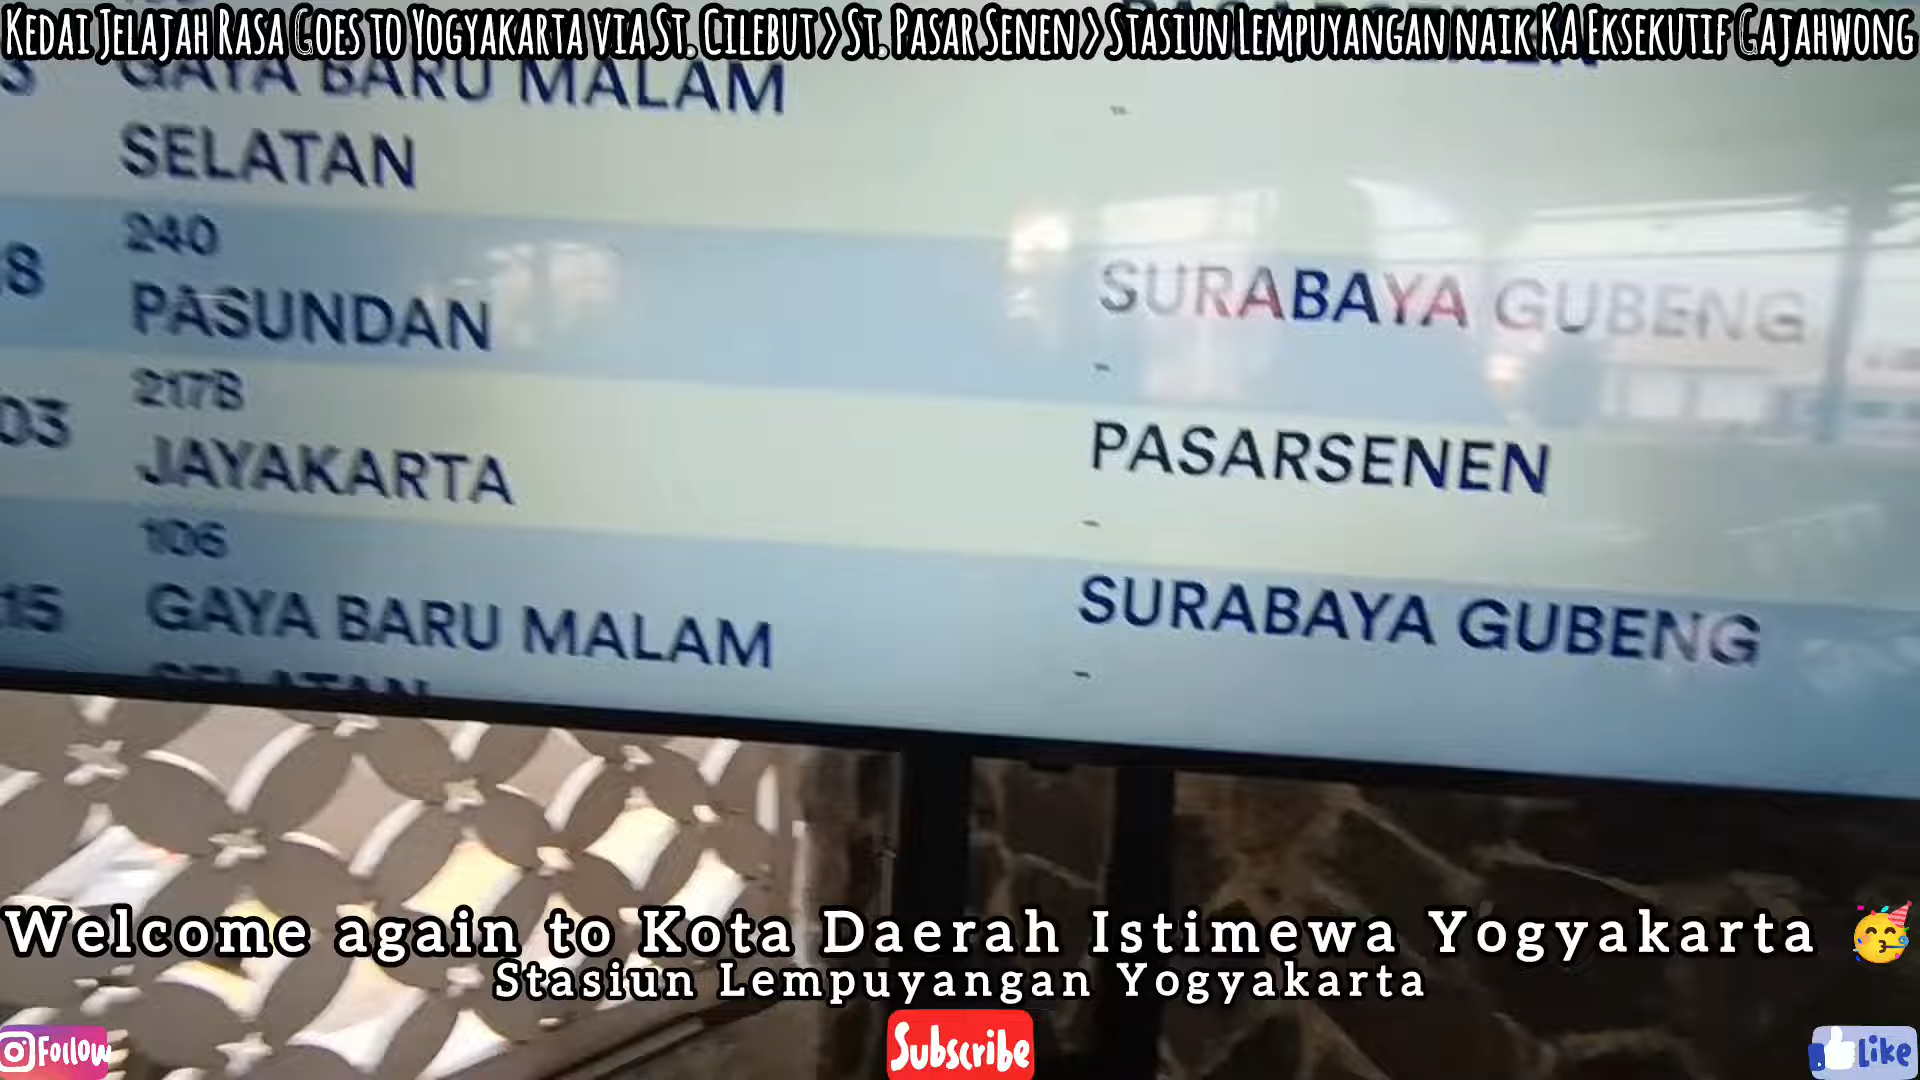 Kedai Jelajah Rasa Goes to Yogyakarta via St. Cilebut > St. Pasar Senen > Stasiun Lempuyangan naik KA Eksekutif Gajahwong
GAYA BARU MALAM
SELATAN
-
240
8
PASUNDAN
SURABAYA GUBENG
-
217B
03
JAYAKARTA
PASARSENEN
-
106
15
GAYA BARU MALAM
SURABAYA GUBENG
SELATAN
-
Welcome again to Kota Daerah Istimewa Yogyakarta 🥳
Stasiun Lempuyangan Yogyakarta
Follow
Subscribe
Like